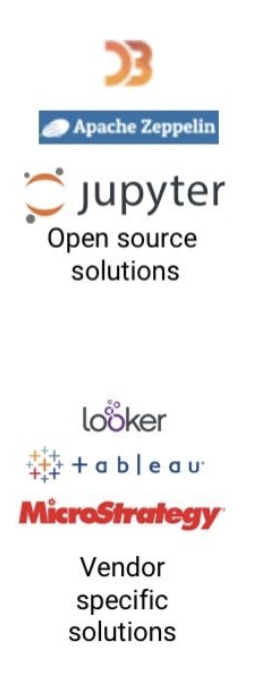 D3
Apache Zeppelin
jupyter
Open source
solutions
looker
+ a b | e a u
MicroStrategy
Vendor
specific
solutions